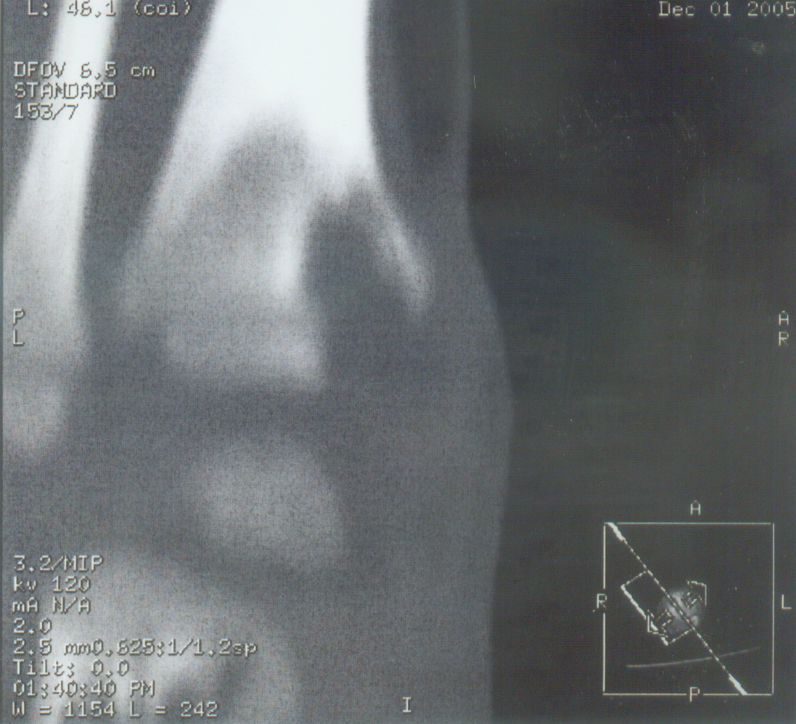 L: 46.1 (coi)
Dec 01 2005
DFOV 6.5 cm
STANDARD
153/7
P
L
A
R
A
R
L
P
I
3.2/MIP
kv 120
mA N/A
2.0
2.5 mm0.625:1/1.2sp
Tilt: 0.0
01:40:40 PM
W = 1154 L = 242